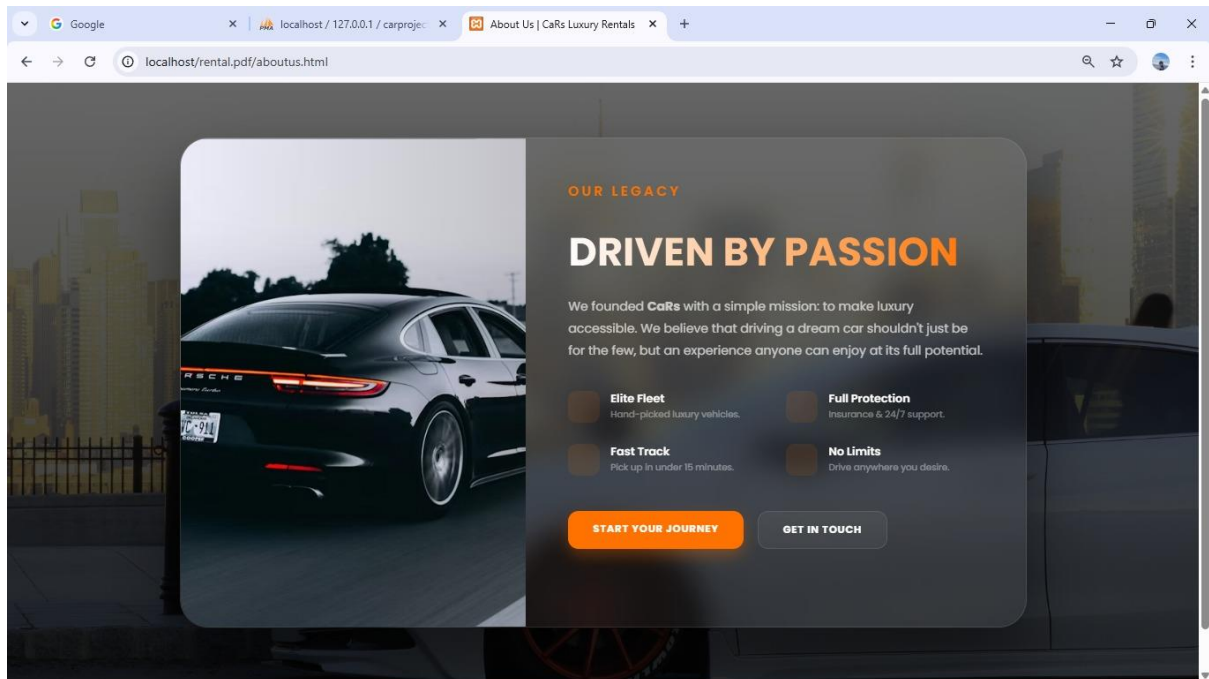 Google
localhost / 127.0.0.1 / carprojec
About Us | CaRs Luxury Rentals
localhost/rental.pdf/aboutus.html
OUR LEGACY
DRIVEN BY PASSION
We founded CaRs with a simple mission: to make luxury
accessible. We believe that driving a dream car shouldn't just be
for the few, but an experience anyone can enjoy at its full potential.
Elite Fleet
Hand-picked luxury vehicles.
Full Protection
Insurance & 24/7 support.
Fast Track
Pick up in under 15 minutes.
No Limits
Drive anywhere you desire.
START YOUR JOURNEY
GET IN TOUCH
RSCHE